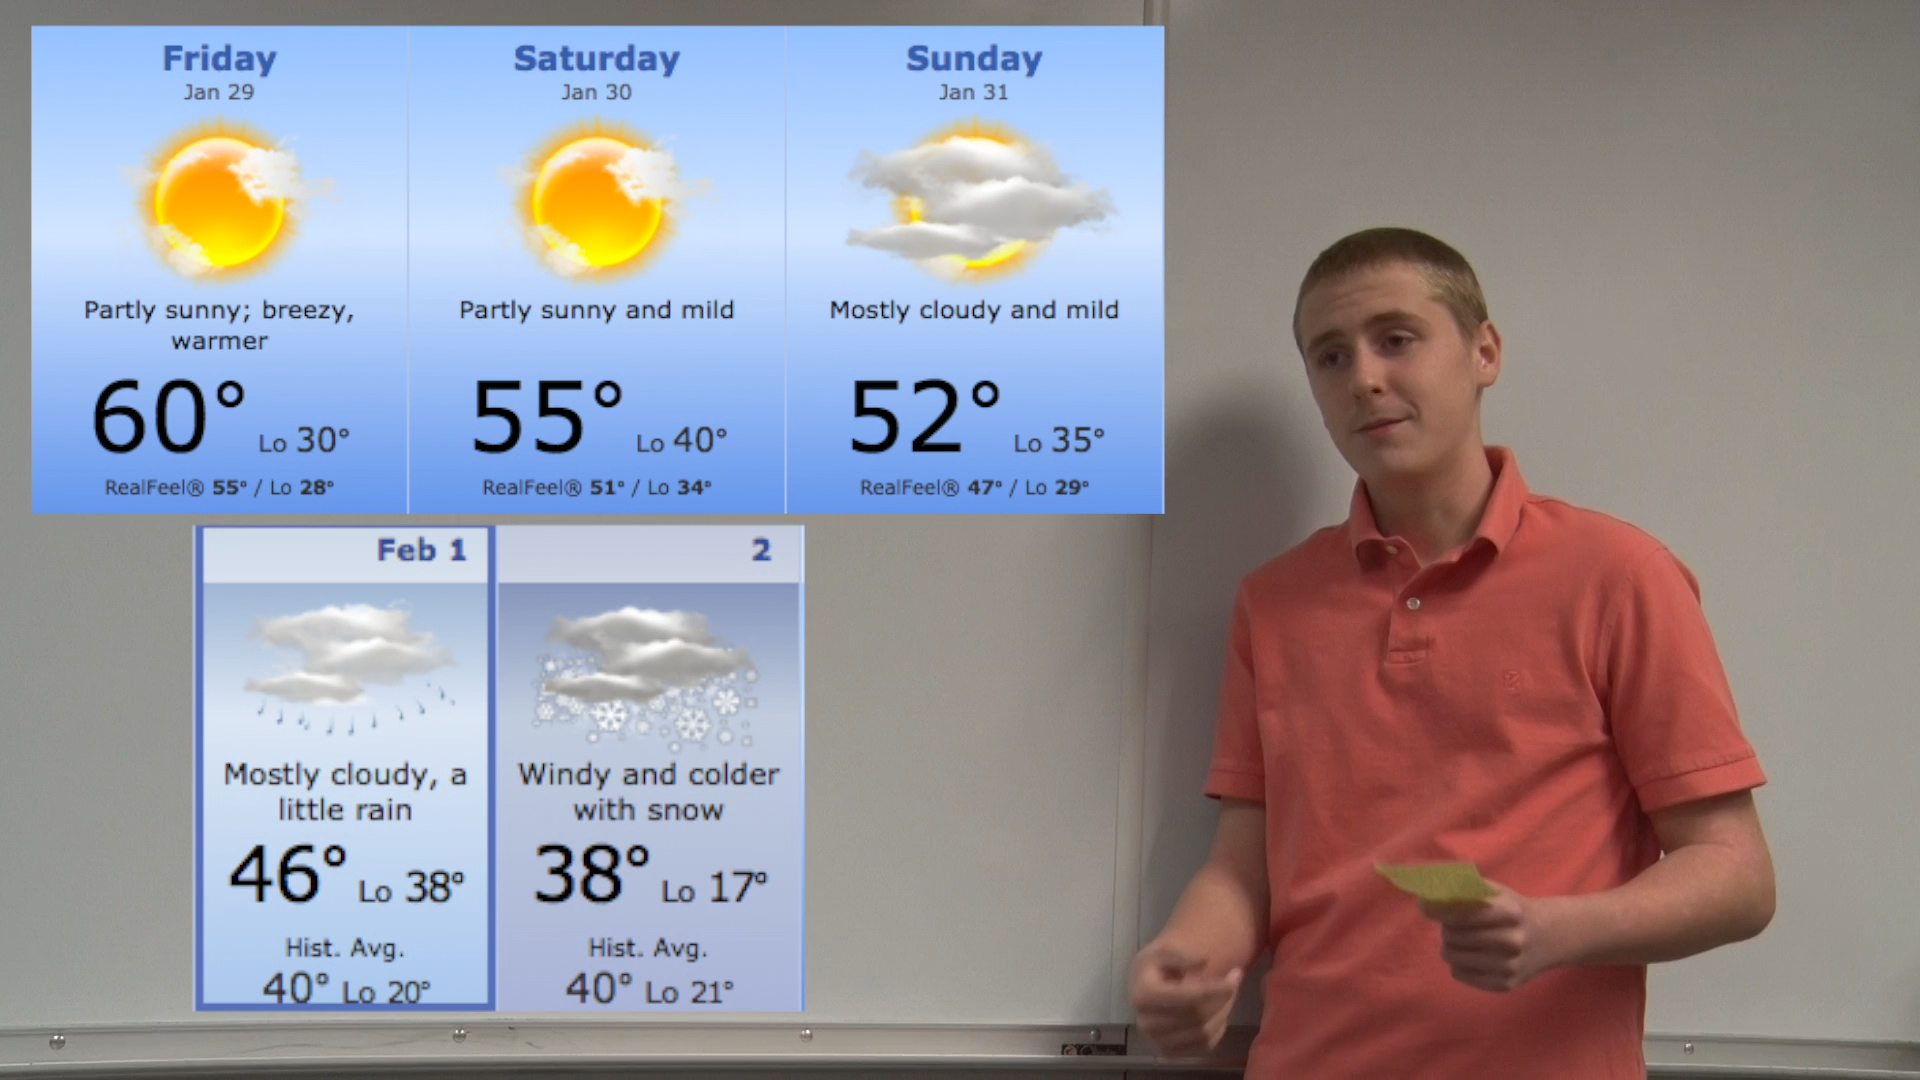 Friday
Jan 29
Partly sunny; breezy,
warmer
60° Lo 30°
RealFeel® 55° / Lo 28°
Saturday
Jan 30
Partly sunny and mild
55° Lo 40°
RealFeel® 51° / Lo 34°
Sunday
Jan 31
Mostly cloudy and mild
52° Lo 35°
RealFeel® 47° / Lo 29°
Feb 1
Mostly cloudy, a
little rain
46° Lo 38°
Hist. Avg.
40° Lo 20°
2
Windy and colder
with snow
38° Lo 17°
Hist. Avg.
40° Lo 21°